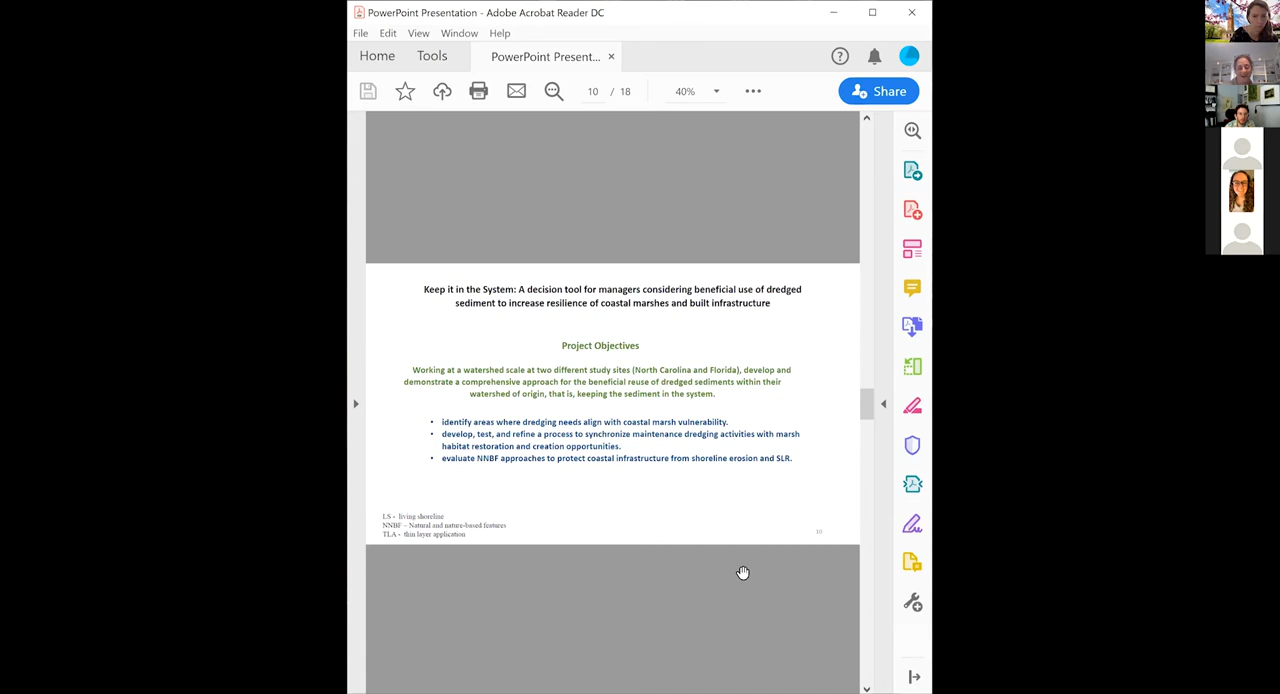 PowerPoint Presentation - Adobe Acrobat Reader DC
File Edit View Window Help
Home Tools PowerPoint Present... ×
10 / 18 40% Share
Keep it in the System: A decision tool for managers considering beneficial use of dredged
sediment to increase resilience of coastal marshes and built infrastructure
Project Objectives
Working at a watershed scale at two different study sites (North Carolina and Florida), develop and
demonstrate a comprehensive approach for the beneficial reuse of dredged sediments within their
watershed of origin, that is, keeping the sediment in the system.
• identify areas where dredging needs align with coastal marsh vulnerability.
• develop, test, and refine a process to synchronize maintenance dredging activities with marsh
habitat restoration and creation opportunities.
• evaluate NNBF approaches to protect coastal infrastructure from shoreline erosion and SLR.
LS - living shoreline
NNBF – Natural and nature-based features
TLA - thin layer application
10